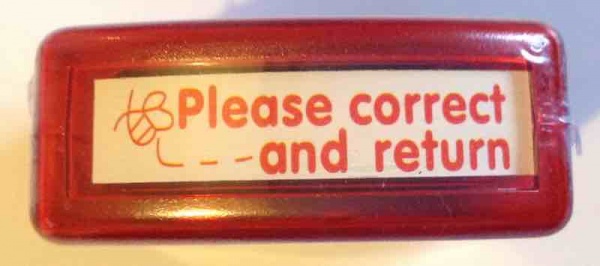 Please correct
and return